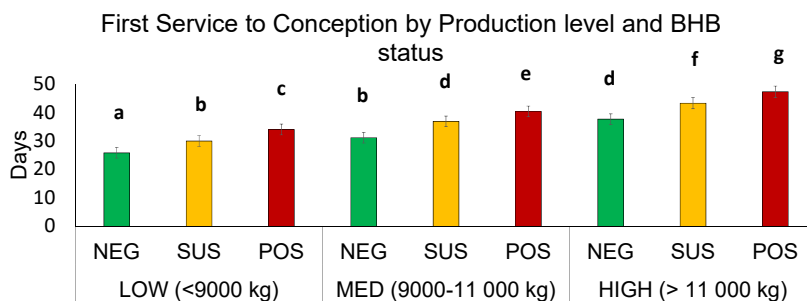 First Service to Conception by Production level and BHB
status
Days
50
40
30
20
10
0
a b c b d e d f g
NEG SUS POS NEG SUS POS NEG SUS POS
LOW (<9000 kg) MED (9000-11 000 kg) HIGH (> 11 000 kg)